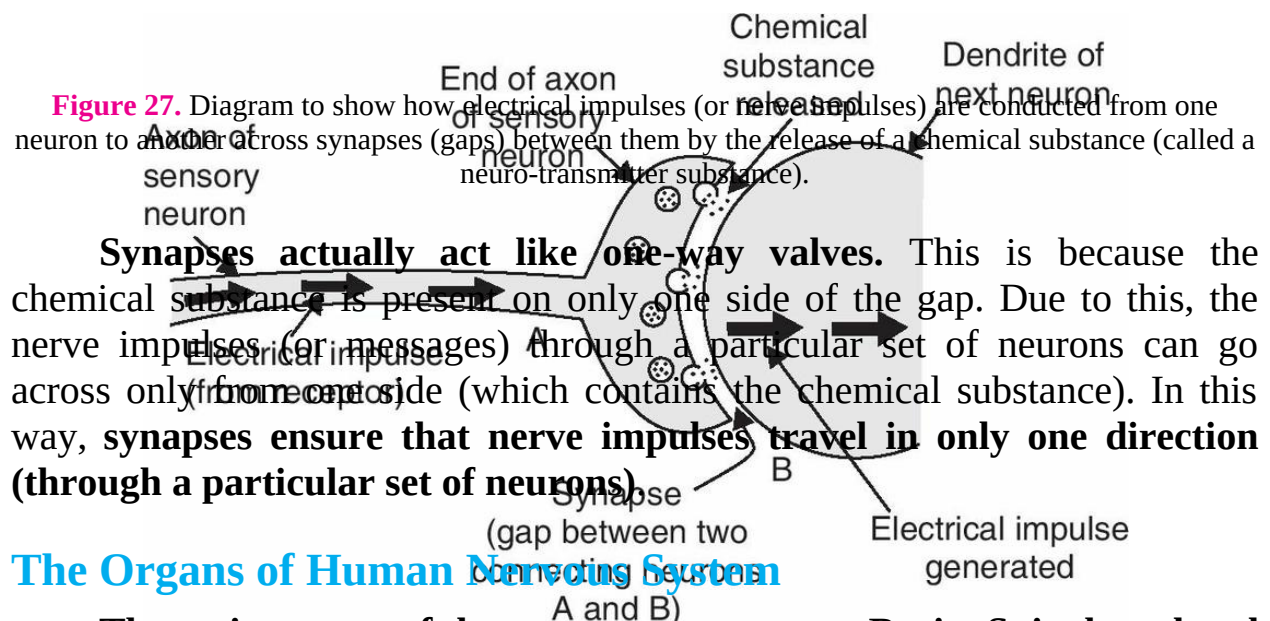 Chemical
substance
released
Dendrite of
next neuron
End of axon
of sensory
neuron
Axon of
sensory
neuron
Figure 27. Diagram to show how electrical impulses (or nerve impulses) are conducted from one
neuron to another across synapses (gaps) between them by the release of a chemical substance (called a
neuro-transmitter substance).
Synapses actually act like one-way valves. This is because the
chemical substance is present on only one side of the gap. Due to this, the
nerve impulses (or messages) through a particular set of neurons can go
across only from one side (which contains the chemical substance). In this
way, synapses ensure that nerve impulses travel in only one direction
(through a particular set of neurons).
A
Electrical impulse
(from receptor)
B
Synapse
(gap between two
connecting neurons
A and B)
Electrical impulse
generated
The Organs of Human Nervous System